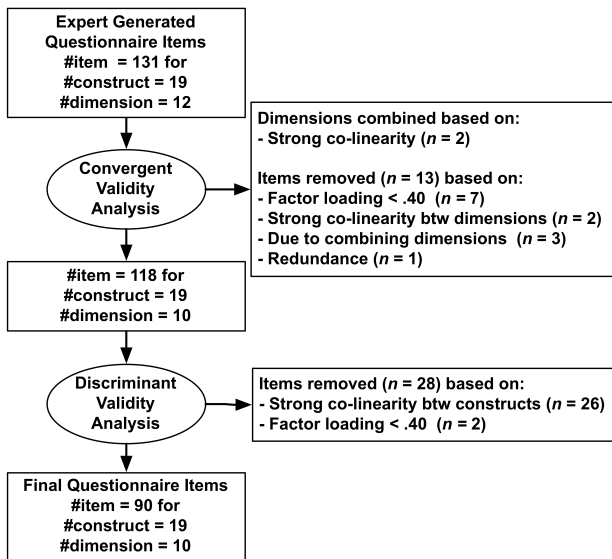 Expert Generated
Questionnaire Items
#item = 131 for
#construct = 19
#dimension = 12
Dimensions combined based on:
- Strong co-linearity (n = 2)
Items removed (n = 13) based on:
- Factor loading < .40 (n = 7)
- Strong co-linearity btw dimensions (n = 2)
- Due to combining dimensions (n = 3)
- Redundance (n = 1)
Convergent
Validity
Analysis
#item = 118 for
#construct = 19
#dimension = 10
Discriminant
Validity
Analysis
Items removed (n = 28) based on:
- Strong co-linearity btw constructs (n = 26)
- Factor loading < .40 (n = 2)
Final Questionnaire Items
#item = 90 for
#construct = 19
#dimension = 10